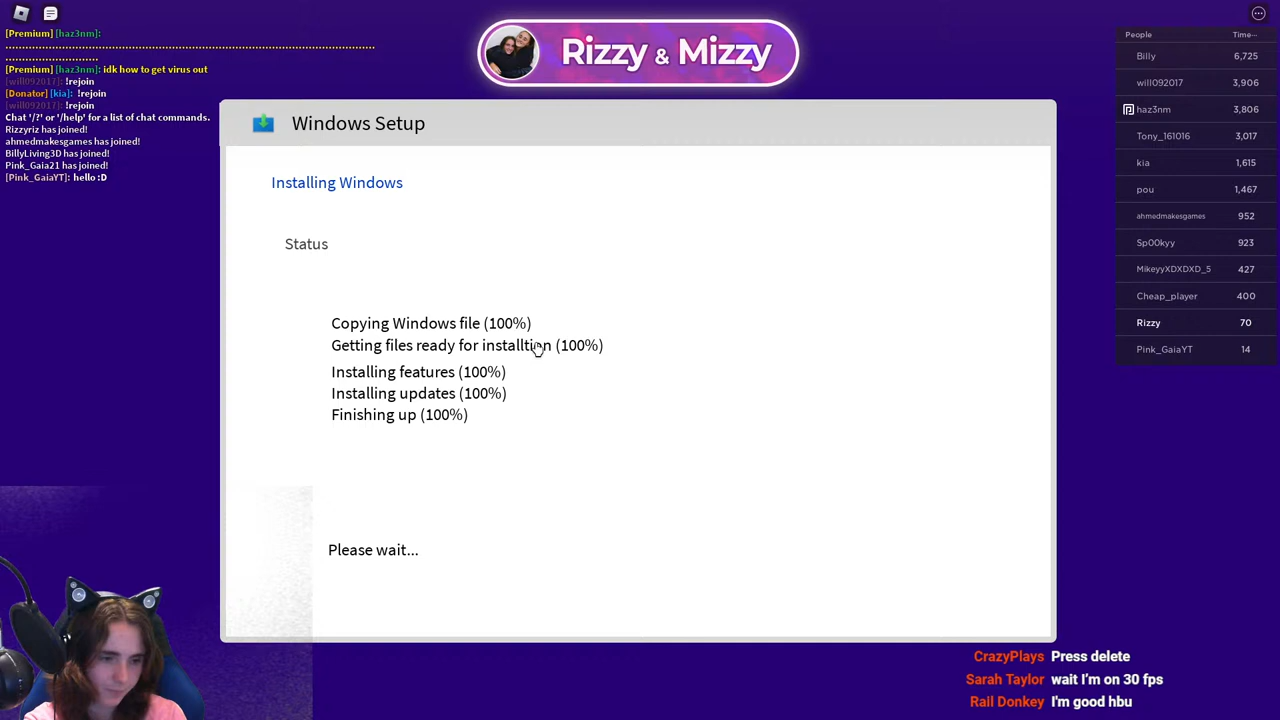 [Premium] [haz3nm]:
..........................................................................................
............................
[Premium] [haz3nm]: idk how to get virus out
[will092017]: !rejoin
[Donator] [kia]: !rejoin
[will092017]: !rejoin
Chat '/?' or '/help' for a list of chat commands.
Rizzyriz has joined!
ahmedmakesgames has joined!
BillyLiving3D has joined!
Pink_Gaia21 has joined!
[Pink_GaiaYT]: hello :D
Rizzy & Mizzy
Windows Setup
Installing Windows
Status
Copying Windows file (100%)
Getting files ready for installtion (100%)
Installing features (100%)
Installing updates (100%)
Finishing up (100%)
Please wait...
People Time...
Billy 6,725
will092017 3,906
haz3nm 3,806
Tony_161016 3,017
kia 1,615
pou 1,467
ahmedmakesgames 952
Sp00kyy 923
MikeyyXDXDXD_5 427
Cheap_player 400
Rizzy 70
Pink_GaiaYT 14
CrazyPlays Press delete
Sarah Taylor wait I'm on 30 fps
Rail Donkey I'm good hbu